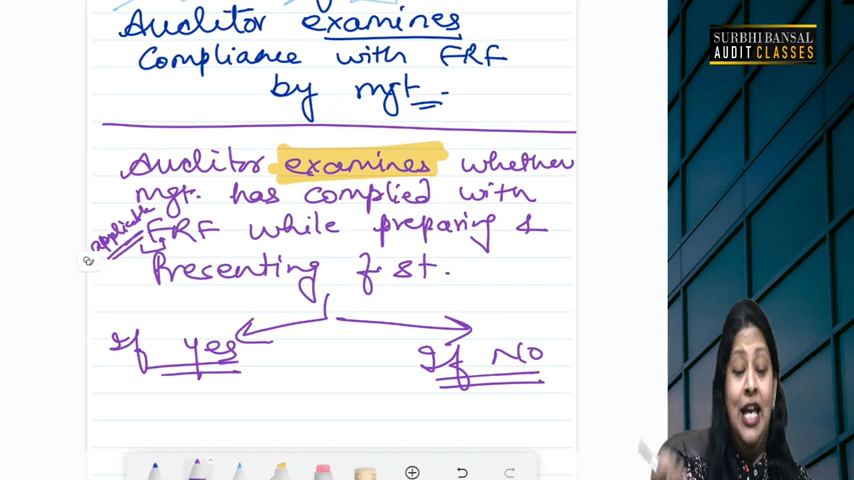 Auditor examines
Compliance with FRF
by mgt.
Auditor examines whether
mgt. has complied with
applicable
FRF while preparing &
Presenting f. st.
If Yes
If No
SURBHI BANSAL
AUDIT CLASSES